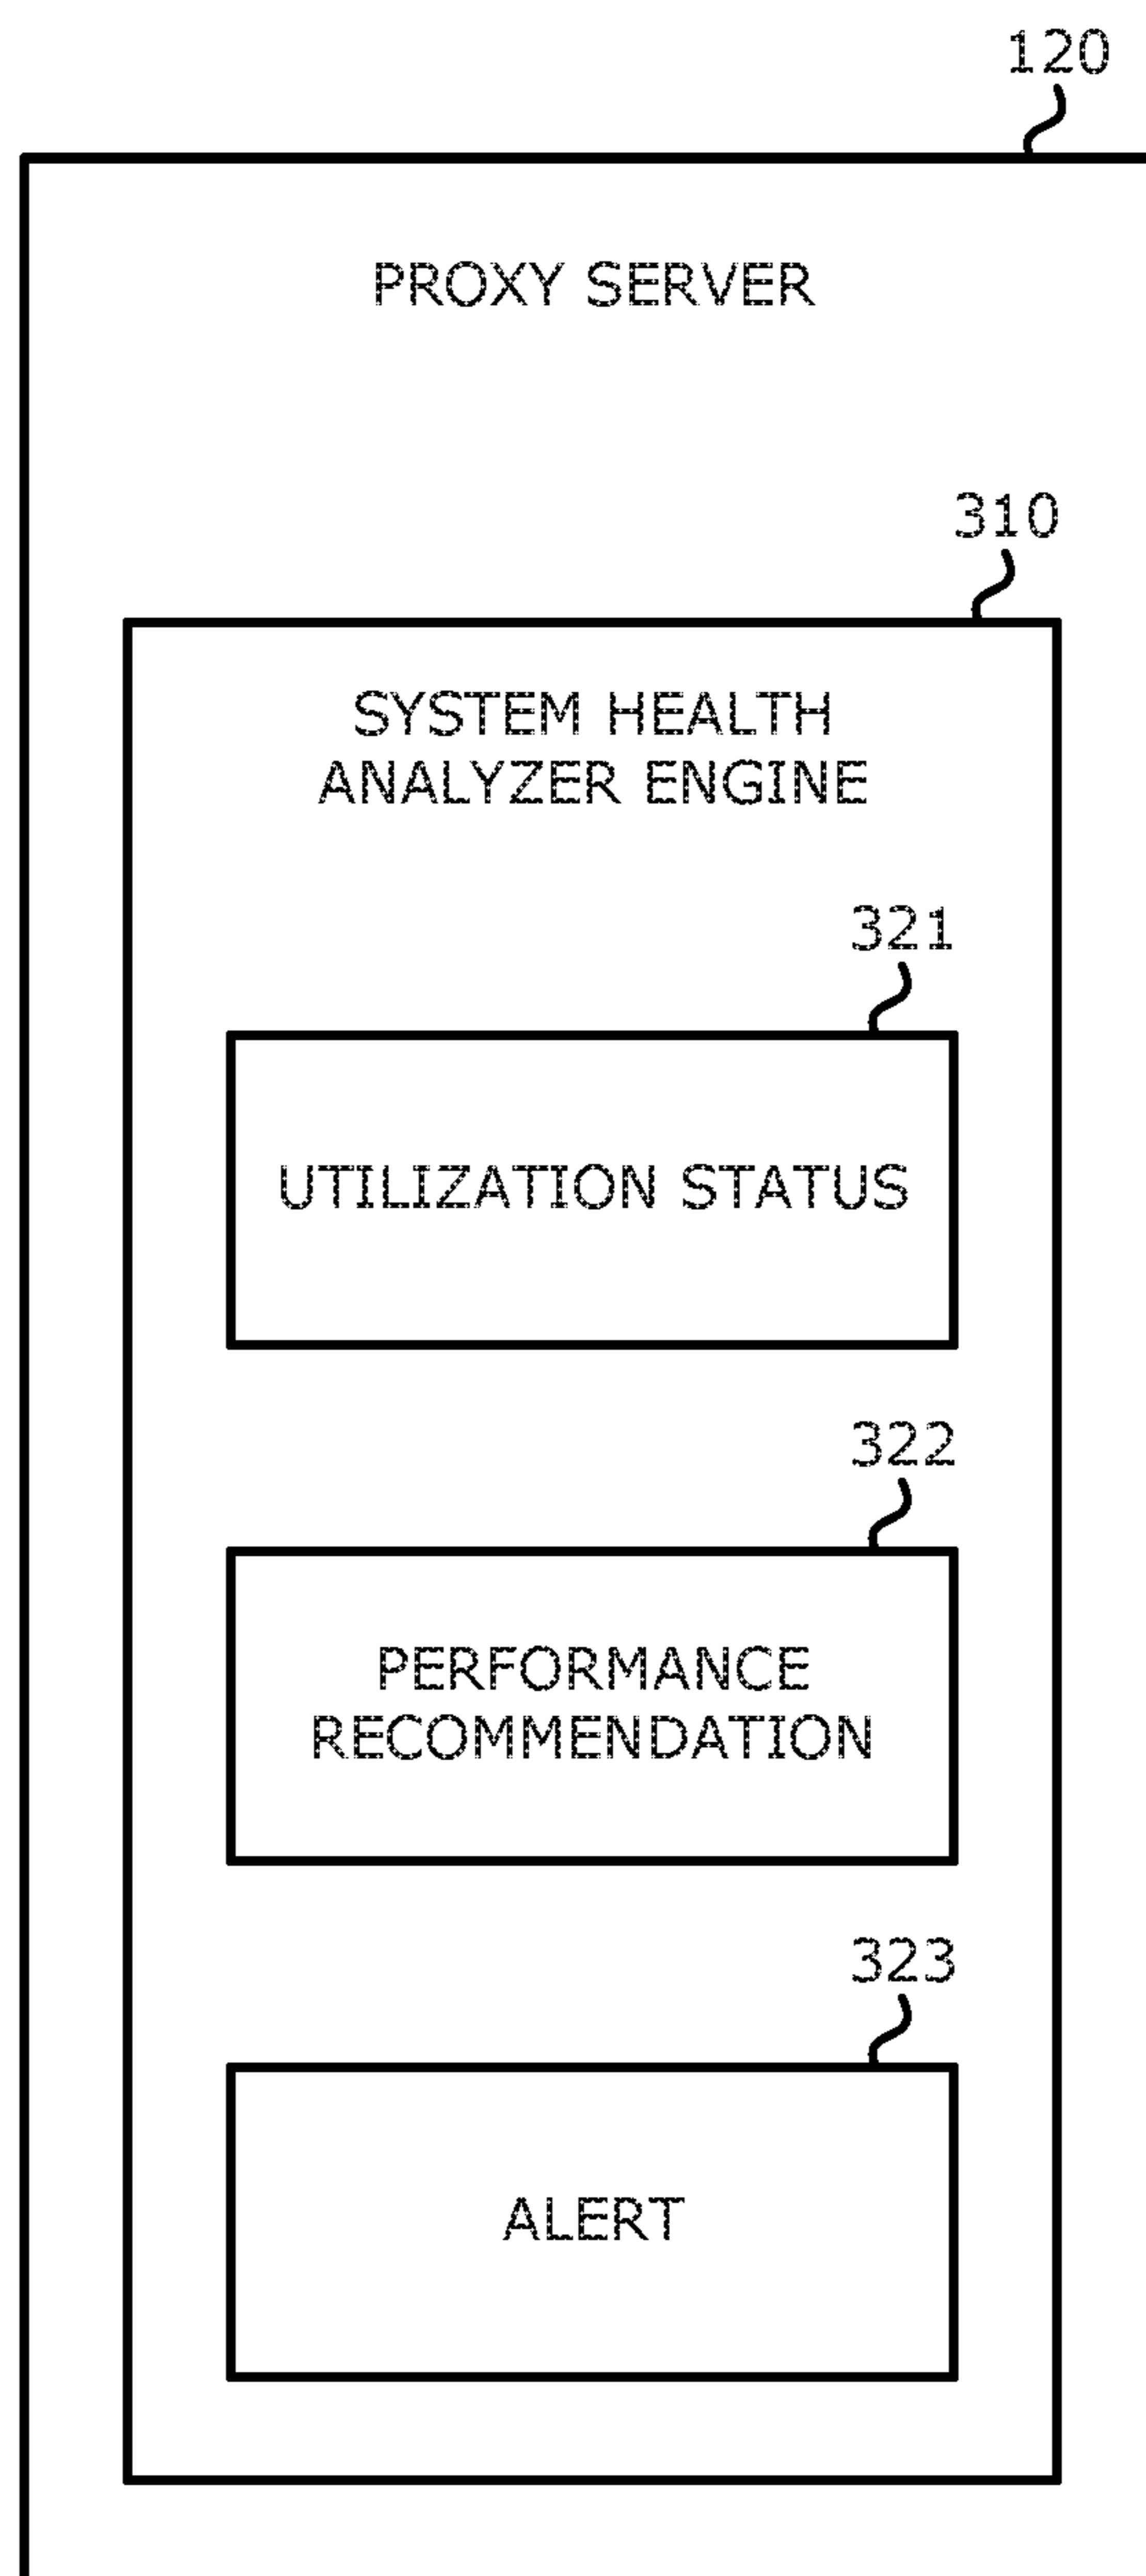 120
PROXY SERVER
310
SYSTEM HEALTH
ANALYZER ENGINE
321
UTILIZATION STATUS
322
PERFORMANCE
RECOMMENDATION
323
ALERT